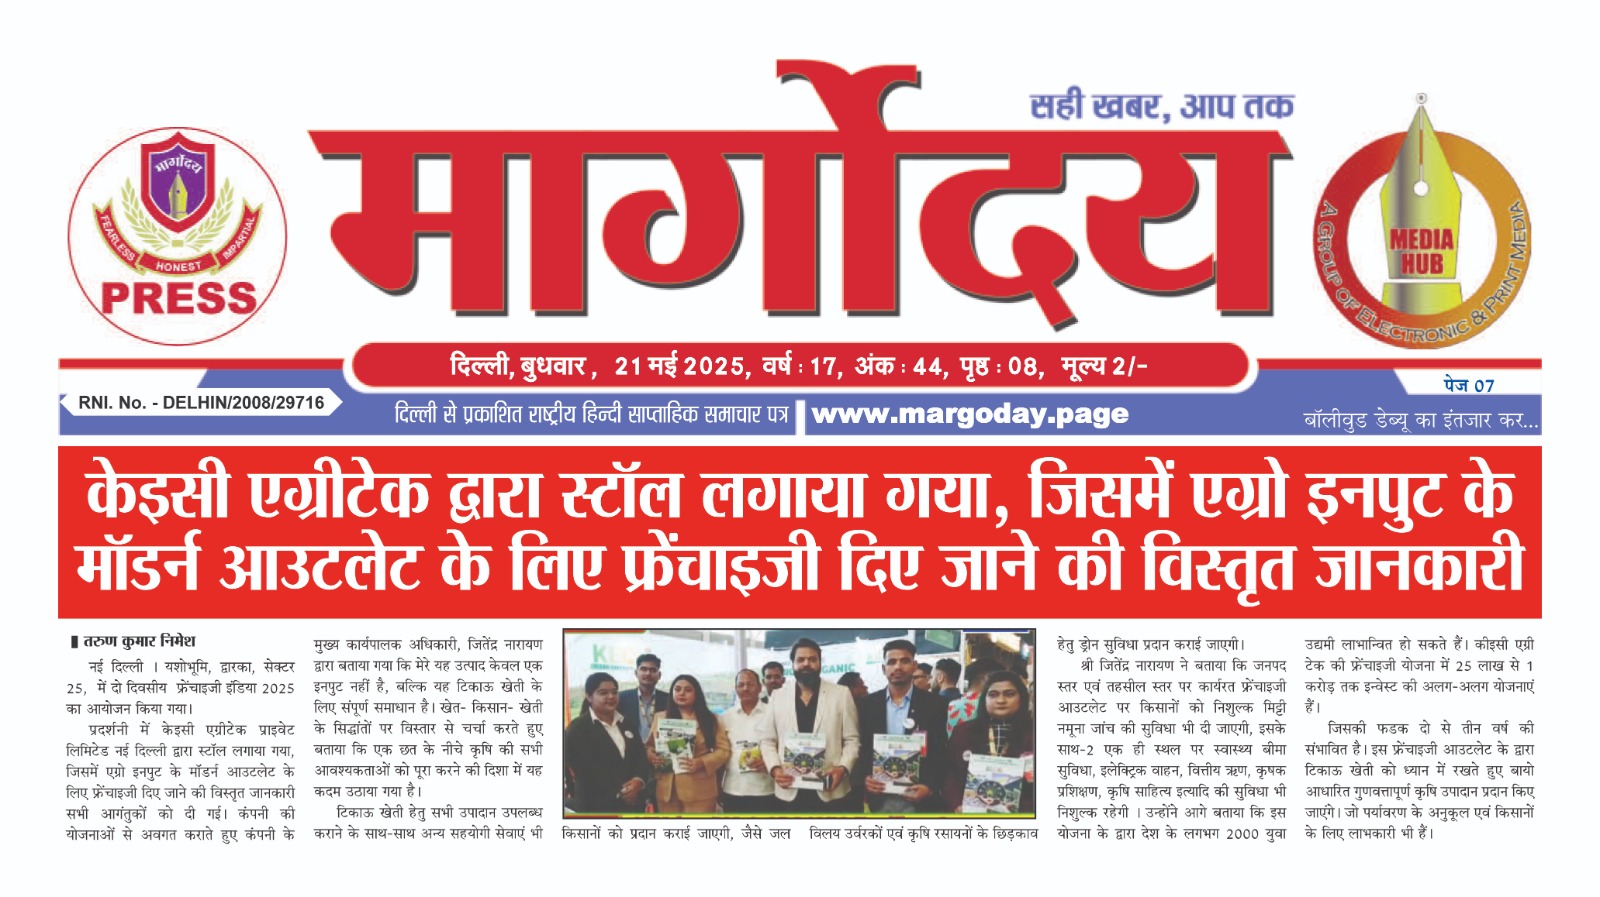 सही खबर, आप तक
मार्गोदय
मार्गोदय
FEARLESS
HONEST
IMPARTIAL
PRESS
MEDIA
HUB
A GROUP OF ELECTRONIC & PRINT MEDIA
दिल्ली, बुधवार , 21 मई 2025, वर्ष : 17, अंक : 44, पृष्ठ : 08, मूल्य 2/-
RNI. No. - DELHIN/2008/29716
दिल्ली से प्रकाशित राष्ट्रीय हिन्दी साप्ताहिक समाचार पत्र
www.margoday.page
पेज 07
बॉलीवुड डेब्यू का इंतजार कर...
केइसी एग्रीटेक द्वारा स्टॉल लगाया गया, जिसमें एग्रो इनपुट के
मॉडर्न आउटलेट के लिए फ्रेंचाइजी दिए जाने की विस्तृत जानकारी
तरुण कुमार निमेश
नई दिल्ली । यशोभूमि, द्वारका, सेक्टर
25, में दो दिवसीय फ्रेंचाइजी इंडिया 2025
का आयोजन किया गया।
प्रदर्शनी में केइसी एग्रीटेक प्राइवेट
लिमिटेड नई दिल्ली द्वारा स्टॉल लगाया गया,
जिसमें एग्रो इनपुट के मॉडर्न आउटलेट के
लिए फ्रेंचाइजी दिए जाने की विस्तृत जानकारी
सभी आगंतुकों को दी गई। कंपनी की
योजनाओं से अवगत कराते हुए कंपनी के
मुख्य कार्यपालक अधिकारी, जितेंद्र नारायण
द्वारा बताया गया कि मेरे यह उत्पाद केवल एक
इनपुट नहीं है, बल्कि यह टिकाऊ खेती के
लिए संपूर्ण समाधान है। खेत- किसान- खेती
के सिद्धांतों पर विस्तार से चर्चा करते हुए
बताया कि एक छत के नीचे कृषि की सभी
आवश्यकताओं को पूरा करने की दिशा में यह
कदम उठाया गया है।
टिकाऊ खेती हेतु सभी उपादान उपलब्ध
कराने के साथ-साथ अन्य सहयोगी सेवाएं भी
किसानों को प्रदान कराई जाएगी, जैसे जल
विलय उर्वरकों एवं कृषि रसायनों के छिड़काव
हेतु ड्रोन सुविधा प्रदान कराई जाएगी।
श्री जितेंद्र नारायण ने बताया कि जनपद
स्तर एवं तहसील स्तर पर कार्यरत फ्रेंचाइजी
आउटलेट पर किसानों को निशुल्क मिट्टी
नमूना जांच की सुविधा भी दी जाएगी, इसके
साथ-2 एक ही स्थल पर स्वास्थ्य बीमा
सुविधा, इलेक्ट्रिक वाहन, वित्तीय ऋण, कृषक
प्रशिक्षण, कृषि साहित्य इत्यादि की सुविधा भी
निशुल्क रहेगी । उन्होंने आगे बताया कि इस
योजना के द्वारा देश के लगभग 2000 युवा
उद्यमी लाभान्वित हो सकते हैं। कीइसी एग्री
टेक की फ्रेंचाइजी योजना में 25 लाख से 1
करोड़ तक इन्वेस्ट की अलग-अलग योजनाएं
हैं।
जिसकी फडक दो से तीन वर्ष की
संभावित है। इस फ्रेंचाइजी आउटलेट के द्वारा
टिकाऊ खेती को ध्यान में रखते हुए बायो
आधारित गुणवत्तापूर्ण कृषि उपादान प्रदान किए
जाएंगे। जो पर्यावरण के अनुकूल एवं किसानों
के लिए लाभकारी भी हैं।